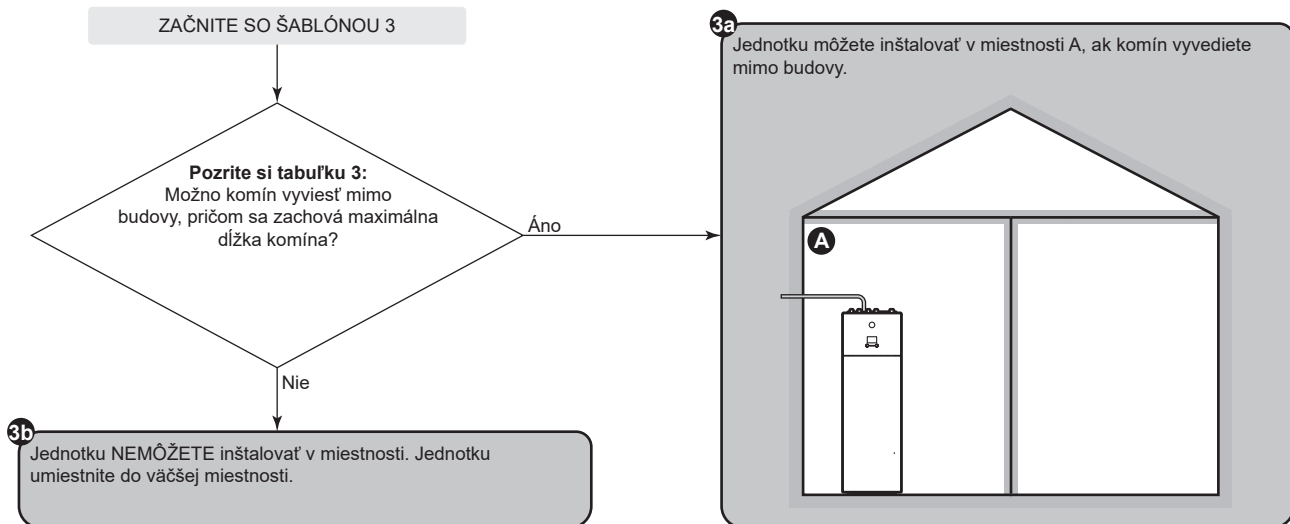 ZAČNITE SO ŠABLÓNOU 3
Pozrite si tabuľku 3:
Možno komín vyviesť mimo
budovy, pričom sa zachová maximálna
dĺžka komína?
Áno
Nie
3a
Jednotku môžete inštalovať v miestnosti A, ak komín vyvediete
mimo budovy.
A
3b
Jednotku NEMÔŽETE inštalovať v miestnosti. Jednotku
umiestnite do väčšej miestnosti.